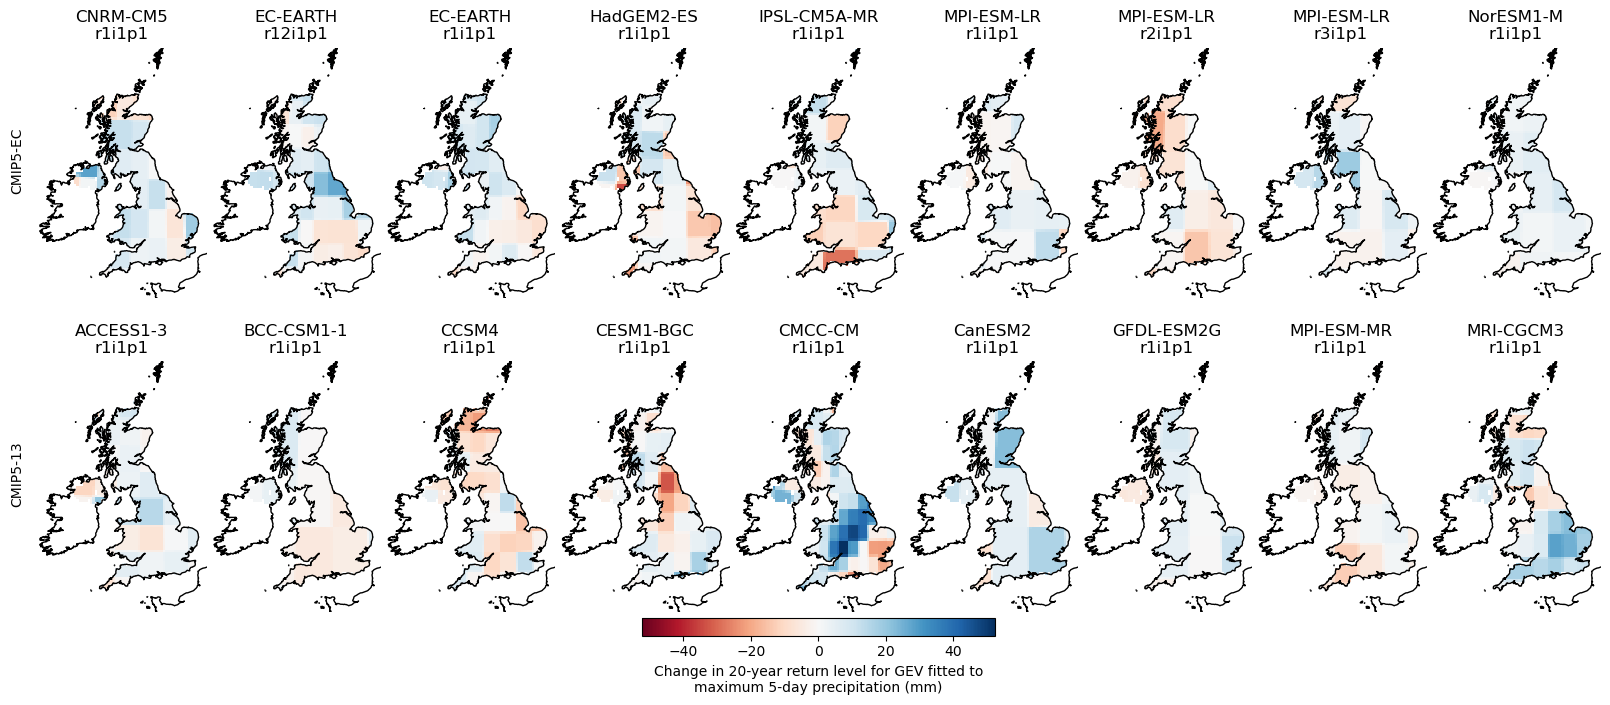 CNRM-CM5
r1i1p1
EC-EARTH
r12i1p1
EC-EARTH
r1i1p1
HadGEM2-ES
r1i1p1
IPSL-CM5A-MR
r1i1p1
MPI-ESM-LR
r1i1p1
MPI-ESM-LR
r2i1p1
MPI-ESM-LR
r3i1p1
NorESM1-M
r1i1p1
CMIP5-EC
ACCESS1-3
r1i1p1
BCC-CSM1-1
r1i1p1
CCSM4
r1i1p1
CESM1-BGC
r1i1p1
CMCC-CM
r1i1p1
CanESM2
r1i1p1
GFDL-ESM2G
r1i1p1
MPI-ESM-MR
r1i1p1
MRI-CGCM3
r1i1p1
CMIP5-13
−40 −20 0 20 40
Change in 20-year return level for GEV fitted to
maximum 5-day precipitation (mm)